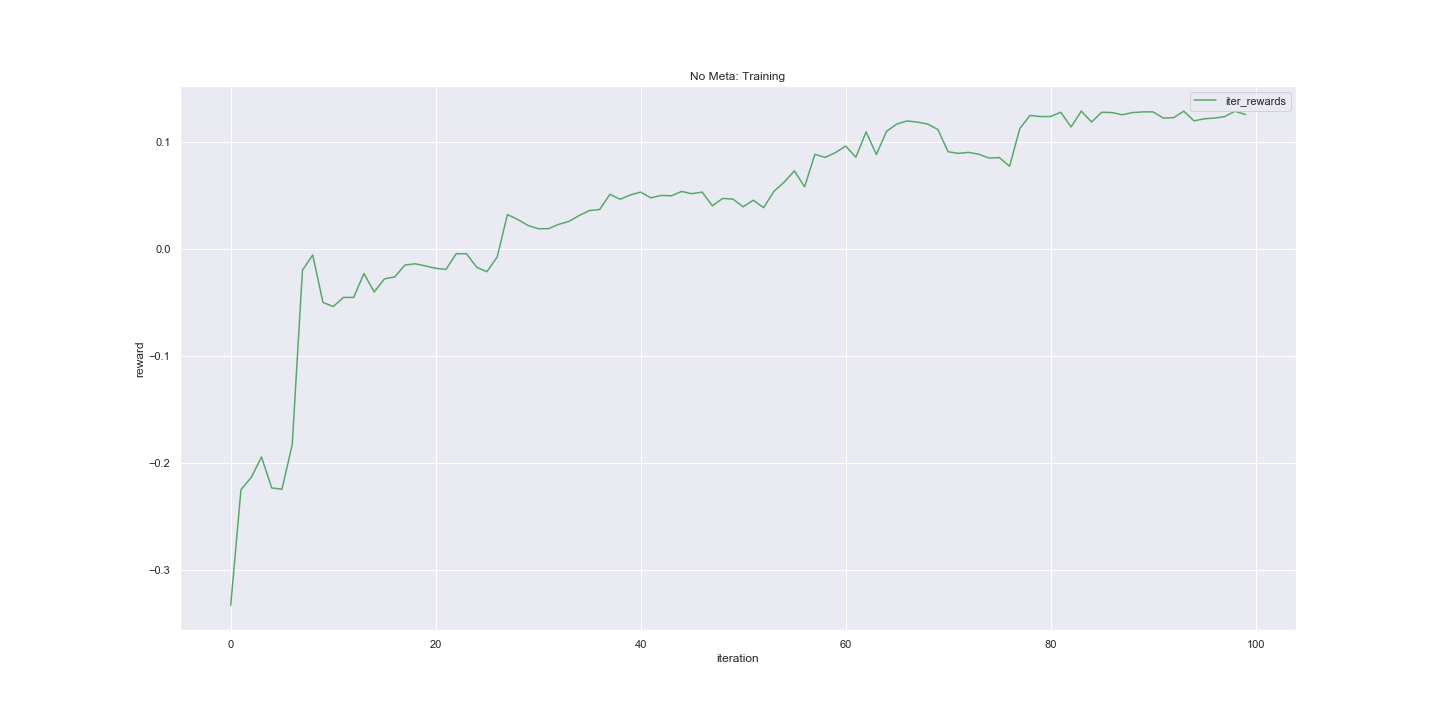 No Meta: Training
iter_rewards
reward
0.1
0.0
−0.1
−0.2
−0.3
0 20 40 60 80 100
iteration